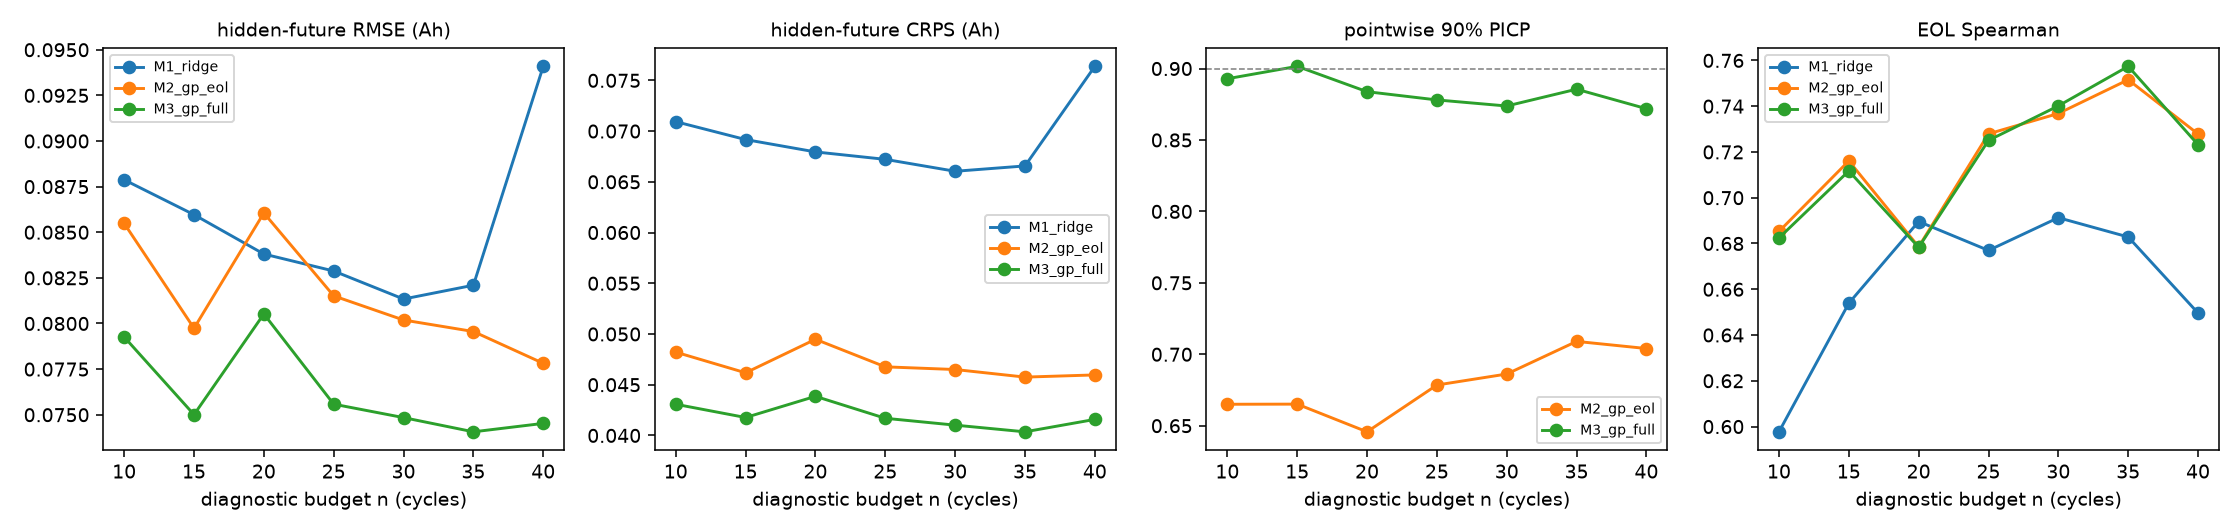 hidden-future RMSE (Ah)
0.0950
0.0925
0.0900
0.0875
0.0850
0.0825
0.0800
0.0775
0.0750
M1_ridge
M2_gp_eol
M3_gp_full
10 15 20 25 30 35 40
diagnostic budget n (cycles)
hidden-future CRPS (Ah)
0.075
0.070
0.065
0.060
0.055
0.050
0.045
0.040
M1_ridge
M2_gp_eol
M3_gp_full
10 15 20 25 30 35 40
diagnostic budget n (cycles)
pointwise 90% PICP
0.90
0.85
0.80
0.75
0.70
0.65
M2_gp_eol
M3_gp_full
10 15 20 25 30 35 40
diagnostic budget n (cycles)
EOL Spearman
0.76
0.74
0.72
0.70
0.68
0.66
0.64
0.62
0.60
M1_ridge
M2_gp_eol
M3_gp_full
10 15 20 25 30 35 40
diagnostic budget n (cycles)